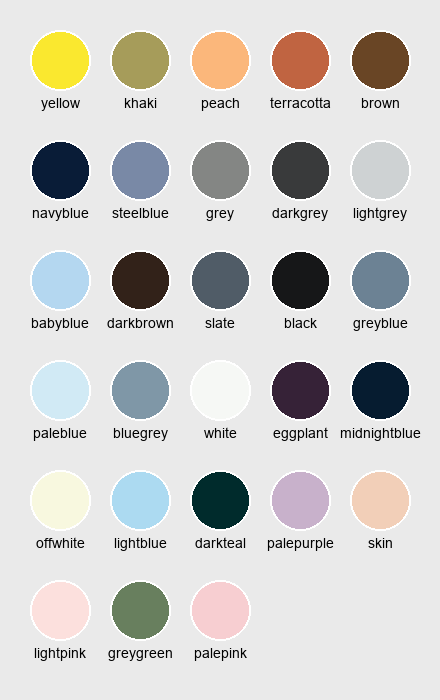 yellow khaki peach terracotta brown
navyblue steelblue grey darkgrey lightgrey
babyblue darkbrown slate black greyblue
paleblue bluegrey white eggplant midnightblue
offwhite lightblue darkteal palepurple skin
lightpink greygreen palepink